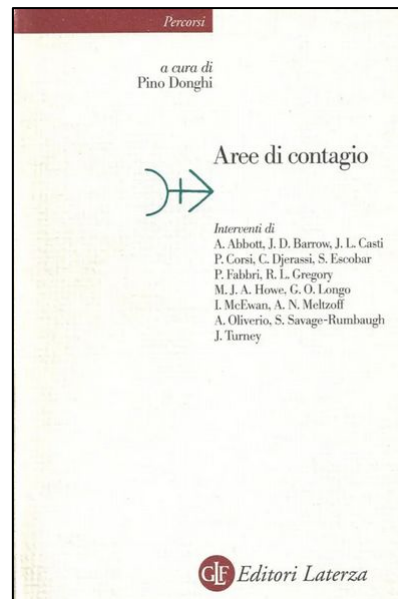 Percorsi
a cura di
Pino Donghi
Aree di contagio
Interventi di
A. Abbott, J. D. Barrow, J. L. Casti
P. Corsi, C. Djerassi, S. Escobar
P. Fabbri, R. L. Gregory
M. J. A. Howe, G. O. Longo
I. McEwan, A. N. Meltzoff
A. Oliverio, S. Savage-Rumbaugh
J. Turney
GLF Editori Laterza